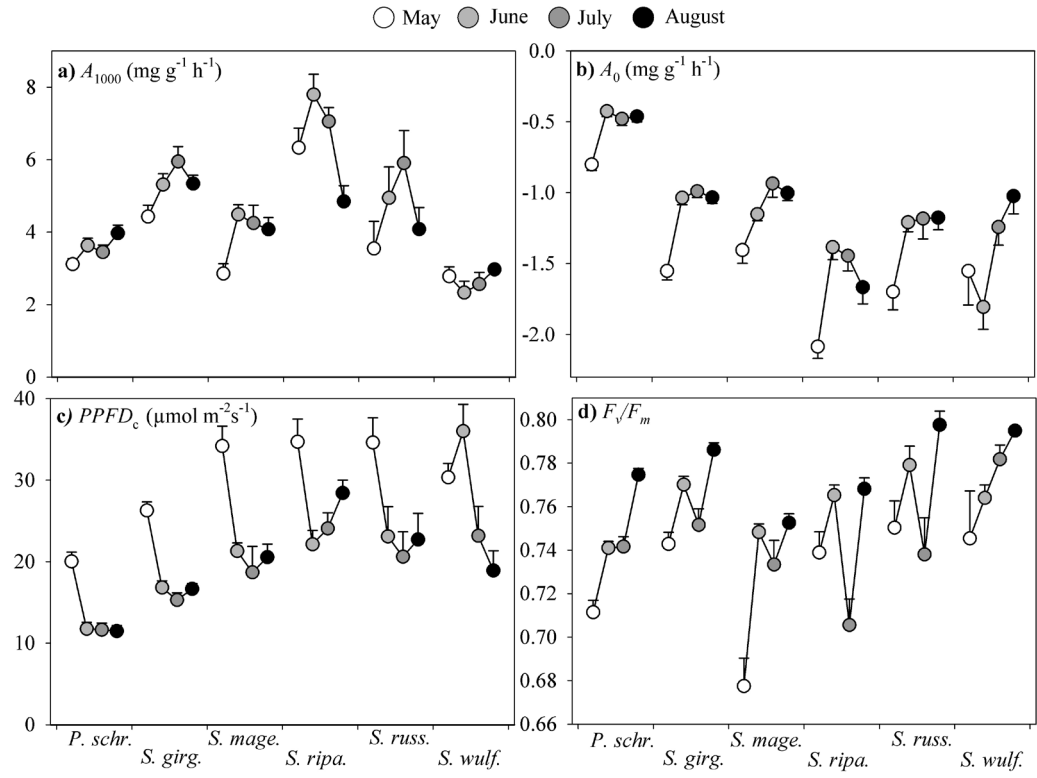 May June July August
a) A1000 (mg g-1 h-1)
8
6
4
2
0
b) A0 (mg g-1 h-1)
0.0
-0.5
-1.0
-1.5
-2.0
c) PPFDc (μmol m-2s-1)
40
30
20
10
0
d) Fv/Fm
0.80
0.78
0.76
0.74
0.72
0.70
0.68
0.66
P. schr. S. mage. S. russ.
S. girg. S. ripa. S. wulf.
P. schr. S. mage. S. russ.
S. girg. S. ripa. S. wulf.